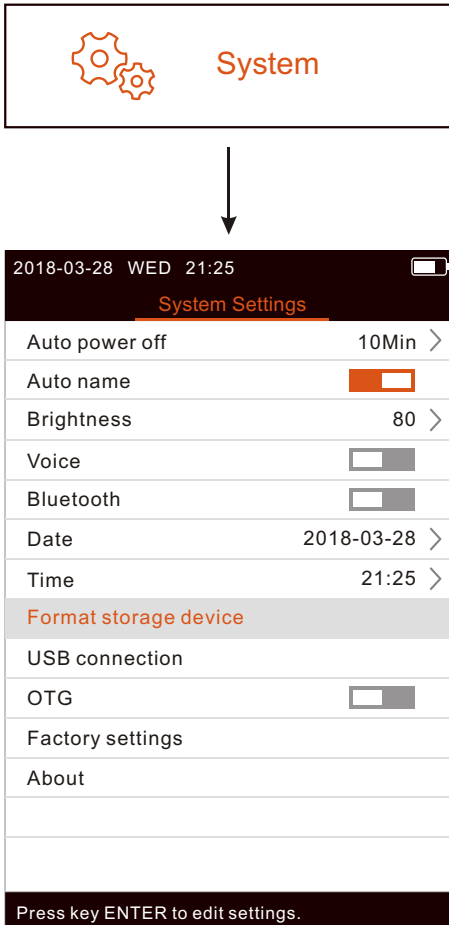 System
2018-03-28 WED 21:25
System Settings
Auto power off 10Min
Auto name
Brightness 80
Voice
Bluetooth
Date 2018-03-28
Time 21:25
Format storage device
USB connection
OTG
Factory settings
About
Press key ENTER to edit settings.